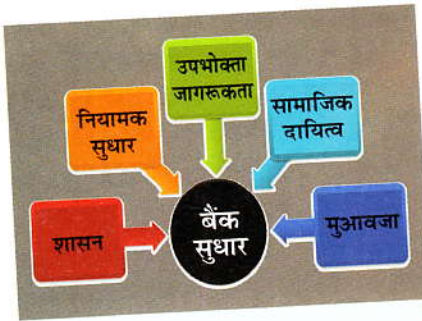 उपभोक्ता
जागरूकता
नियामक
सुधार
सामाजिक
दायित्व
शासन
बैंक
सुधार
मुआवजा